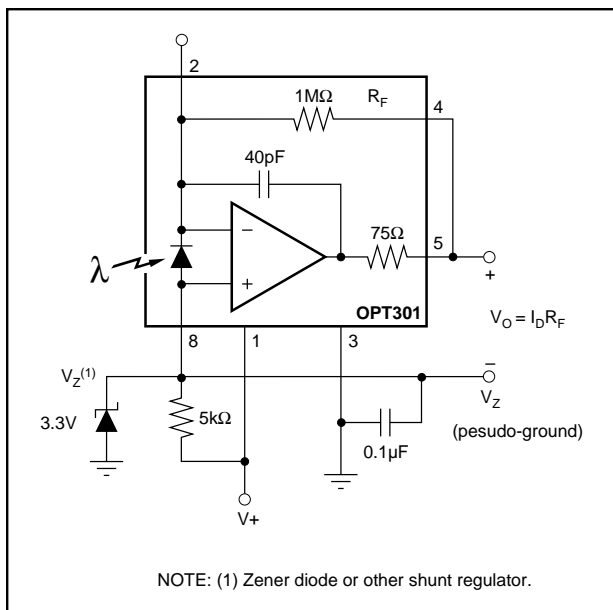 2
1MΩ
R_F
4
40pF
75Ω
5
λ
−
+
+
OPT301
V_O = I_DR_F
8
1
3
V_Z(1)
−
V_Z
3.3V
5kΩ
(pesudo-ground)
0.1µF
V+
NOTE: (1) Zener diode or other shunt regulator.